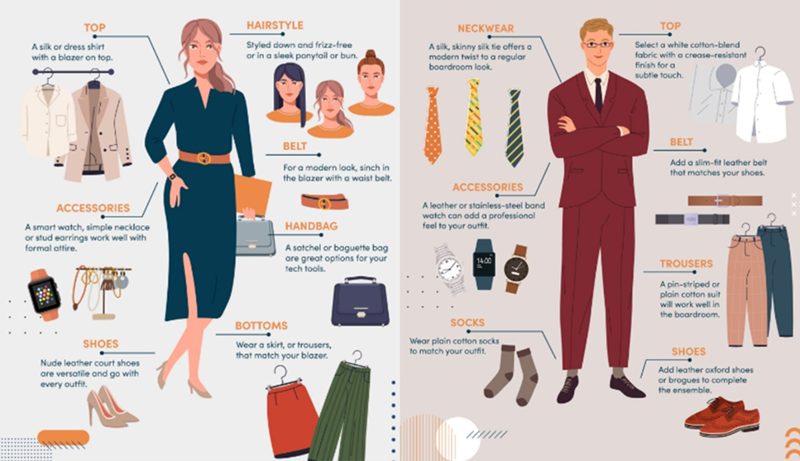 TOP
A silk or dress shirt
with a blazer on top.
HAIRSTYLE
Styled down and frizz-free
or in a sleek ponytail or bun.
BELT
For a modern look, sinch in
the blazer with a waist belt.
ACCESSORIES
A smart watch, simple necklace
or stud earrings work well with
formal attire.
HANDBAG
A satchel or baguette bag
are great options for your
tech tools.
BOTTOMS
Wear a skirt, or trousers,
that match your blazer.
SHOES
Nude leather court shoes
are versatile and go with
every outfit.
NECKWEAR
A silk, skinny silk tie offers a
modern twist to a regular
boardroom look.
TOP
Select a white cotton-blend
fabric with a crease-resistant
finish for a
subtle touch.
BELT
Add a slim-fit leather belt
that matches your shoes.
ACCESSORIES
A leather or stainless-steel band
watch can add a professional
feel to your outfit.
14:00
TROUSERS
A pin-striped or
plain cotton suit
will work well in
the boardroom.
SOCKS
Wear plain cotton socks
to match your outfit.
SHOES
Add leather oxford shoes
or brogues to complete
the ensemble.